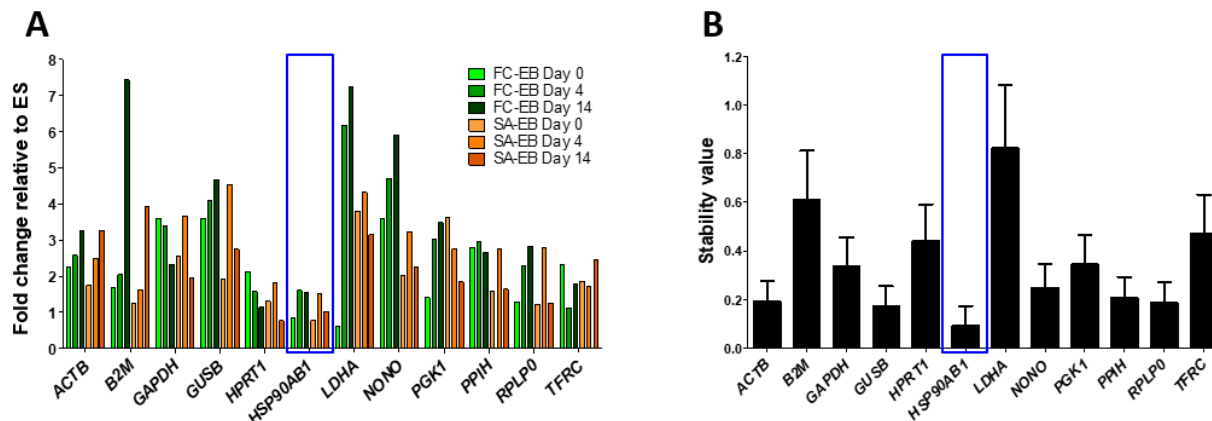 A
Fold change relative to ES
8
7
6
5
4
3
2
1
0
FC-EB Day 0
FC-EB Day 4
FC-EB Day 14
SA-EB Day 0
SA-EB Day 4
SA-EB Day 14
ACTB
B2M
GAPDH
GUSB
HPRT1
HSP90AB1
LDHA
NONO
PGK1
PPIH
RPLP0
TFRC
B
Stability value
1.2
1.0
0.8
0.6
0.4
0.2
0.0
ACTB
B2M
GAPDH
GUSB
HPRT1
HSP90AB1
LDHA
NONO
PGK1
PPIH
RPLP0
TFRC